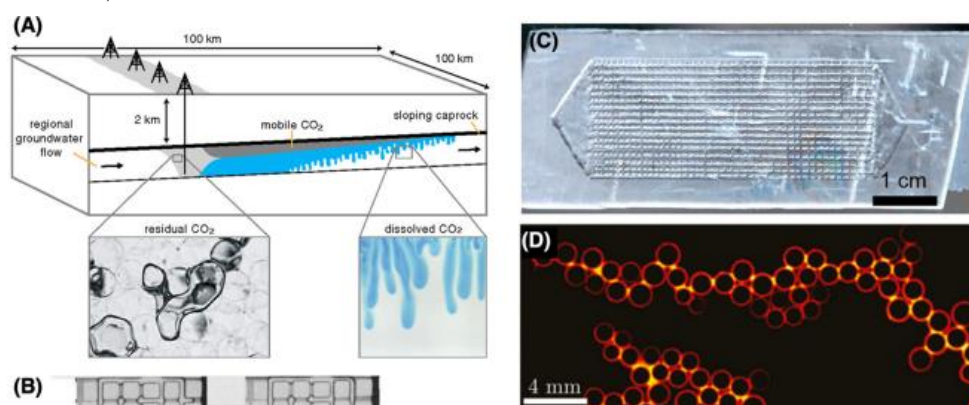 (A)
100 km
100 km
2 km
sloping caprock
regional
groundwater
flow
mobile CO₂
residual CO₂
dissolved CO₂
(B)
(C)
1 cm
(D)
4 mm